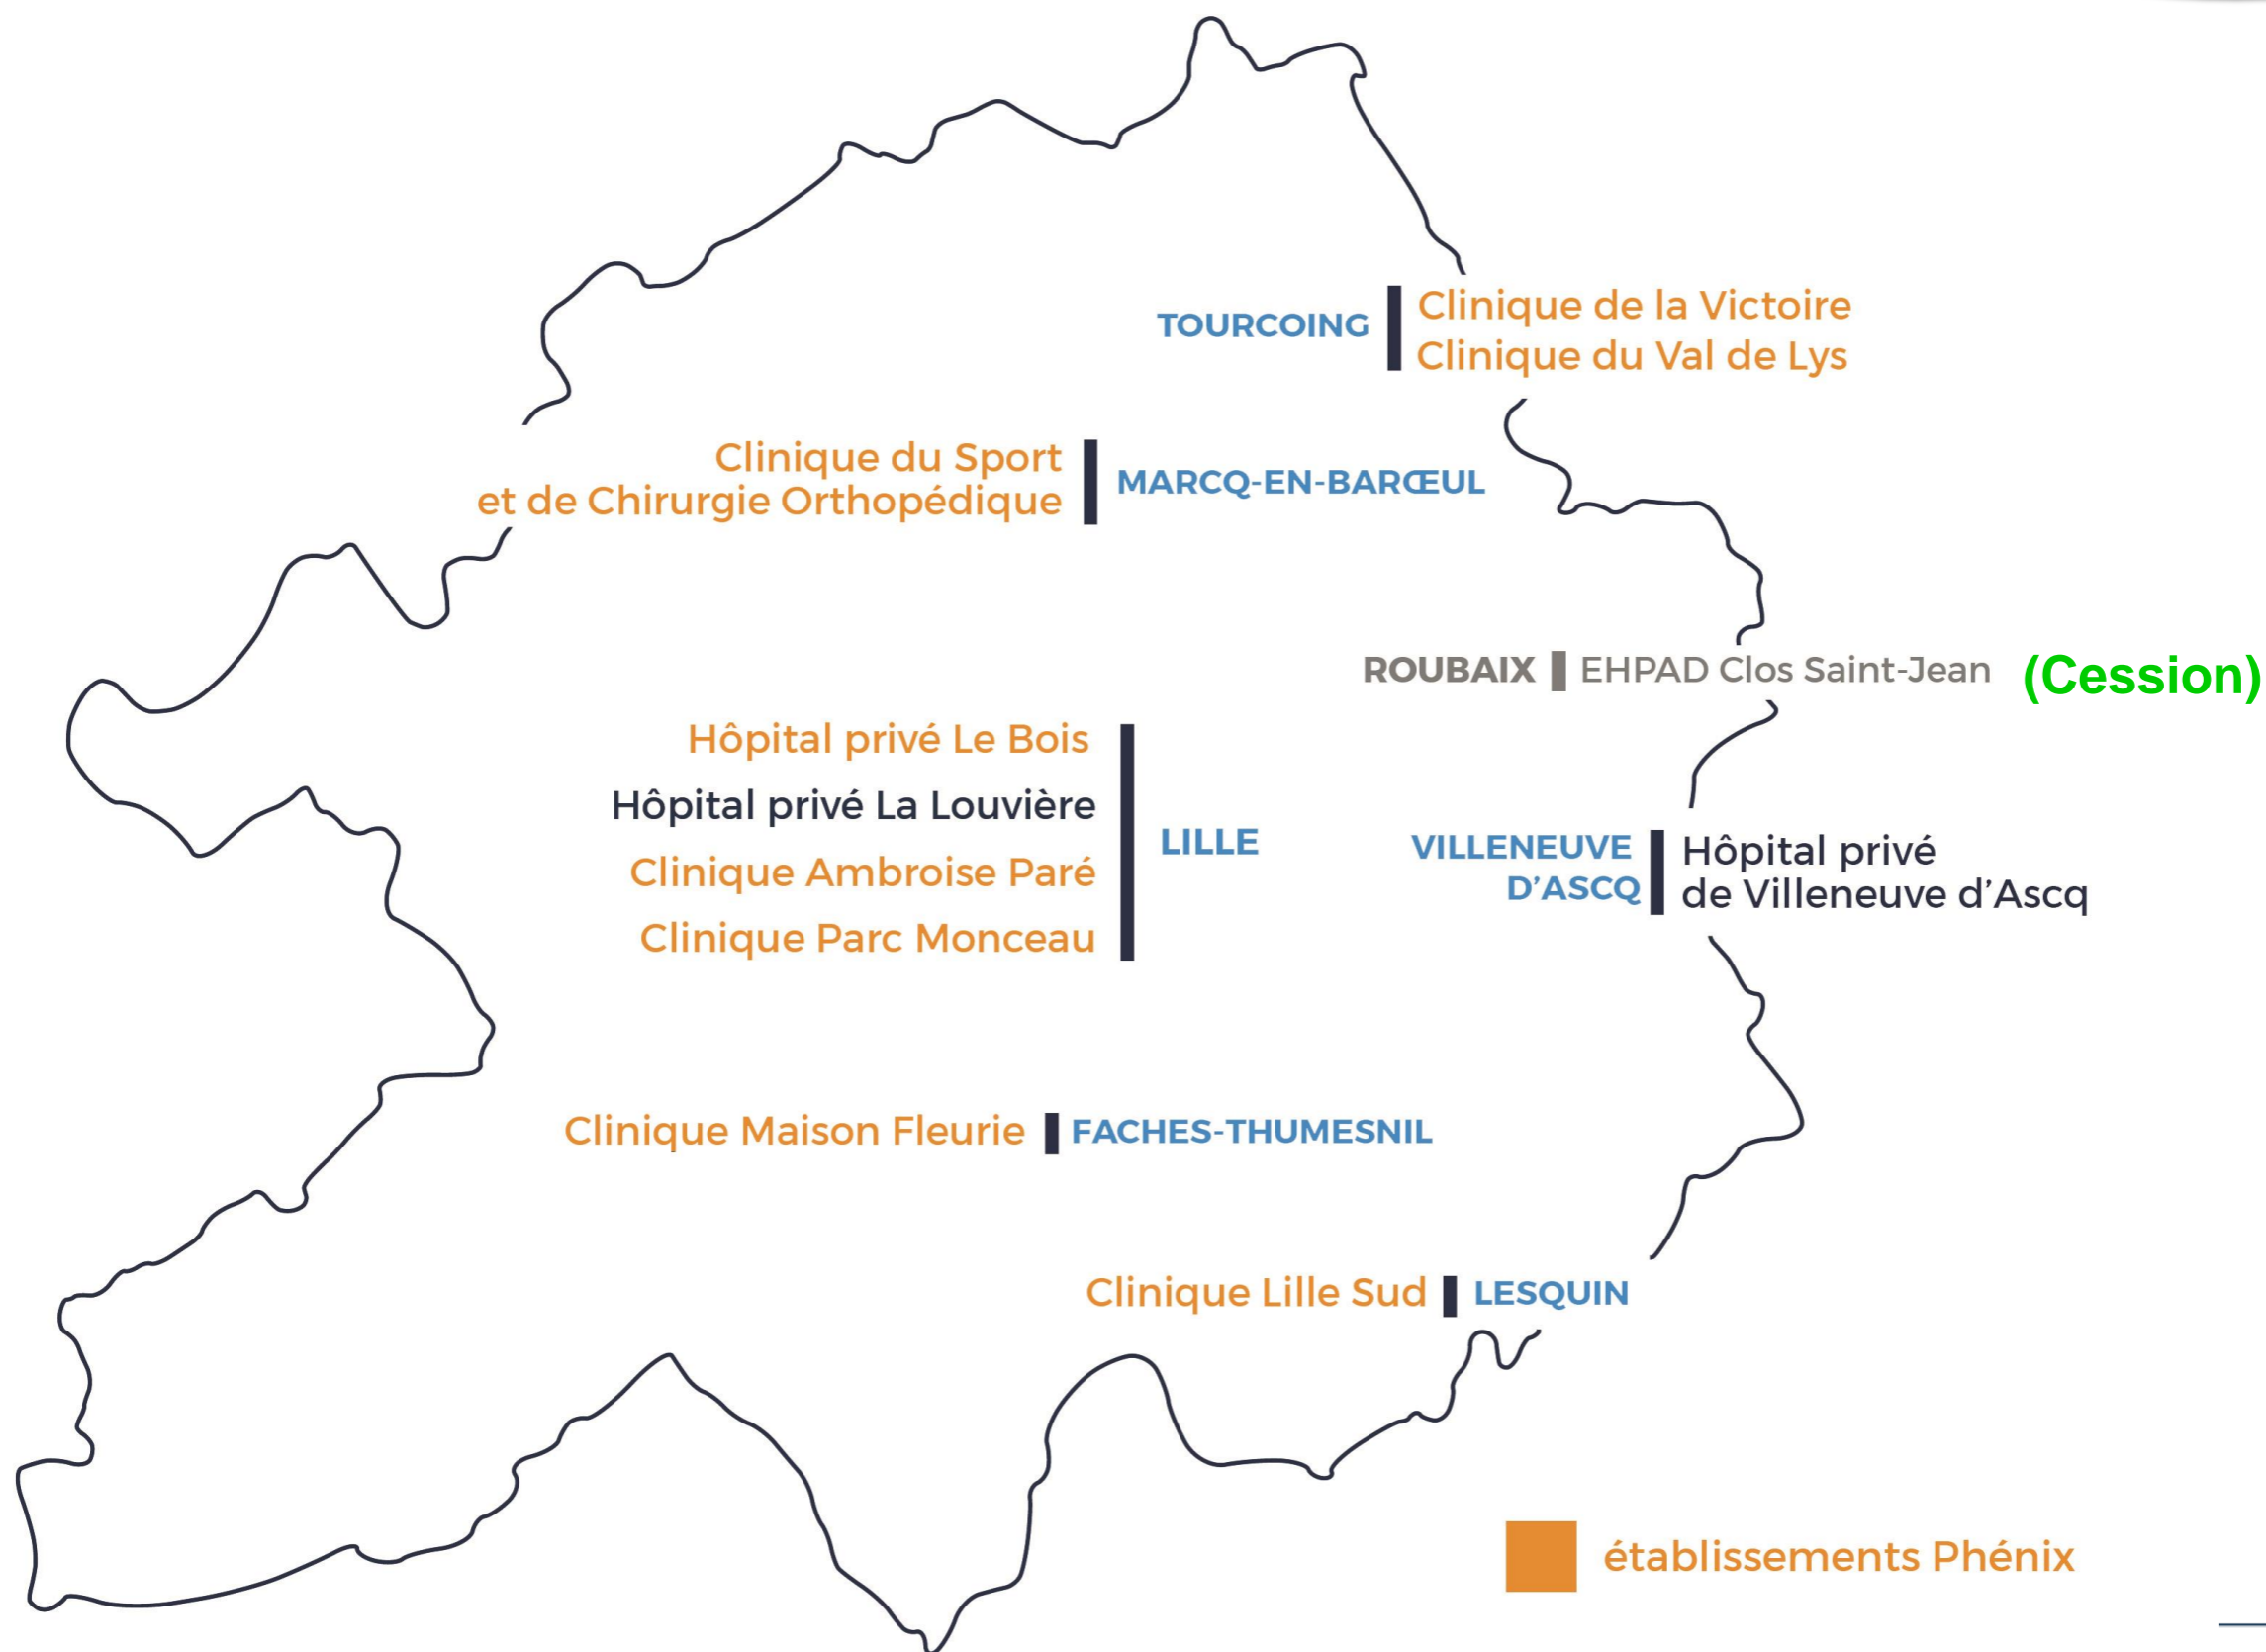 TOURCOING
Clinique de la Victoire
Clinique du Val de Lys
Clinique du Sport
et de Chirurgie Orthopédique
MARCQ-EN-BARŒUL
ROUBAIX EHPAD Clos Saint-Jean (Cession)
Hôpital privé Le Bois
Hôpital privé La Louvière
Clinique Ambroise Paré
Clinique Parc Monceau
LILLE
VILLENEUVE
D'ASCQ
Hôpital privé
de Villeneuve d'Ascq
Clinique Maison Fleurie FACHES-THUMESNIL
Clinique Lille Sud LESQUIN
établissements Phénix